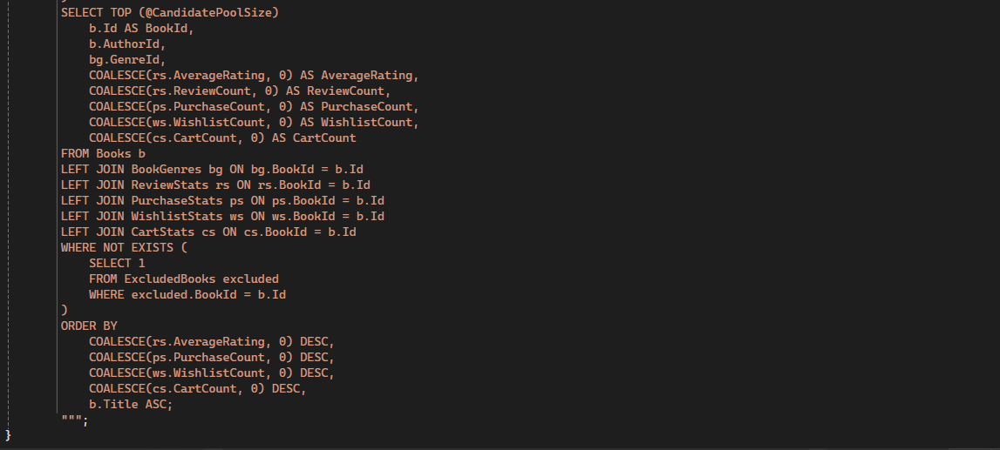 SELECT TOP (@CandidatePoolSize)
b.Id AS BookId,
b.AuthorId,
bg.GenreId,
COALESCE(rs.AverageRating, 0) AS AverageRating,
COALESCE(rs.ReviewCount, 0) AS ReviewCount,
COALESCE(ps.PurchaseCount, 0) AS PurchaseCount,
COALESCE(ws.WishlistCount, 0) AS WishlistCount,
COALESCE(cs.CartCount, 0) AS CartCount
FROM Books b
LEFT JOIN BookGenres bg ON bg.BookId = b.Id
LEFT JOIN ReviewStats rs ON rs.BookId = b.Id
LEFT JOIN PurchaseStats ps ON ps.BookId = b.Id
LEFT JOIN WishlistStats ws ON ws.BookId = b.Id
LEFT JOIN CartStats cs ON cs.BookId = b.Id
WHERE NOT EXISTS (
SELECT 1
FROM ExcludedBooks excluded
WHERE excluded.BookId = b.Id
)
ORDER BY
COALESCE(rs.AverageRating, 0) DESC,
COALESCE(ps.PurchaseCount, 0) DESC,
COALESCE(ws.WishlistCount, 0) DESC,
COALESCE(cs.CartCount, 0) DESC,
b.Title ASC;
""";
}